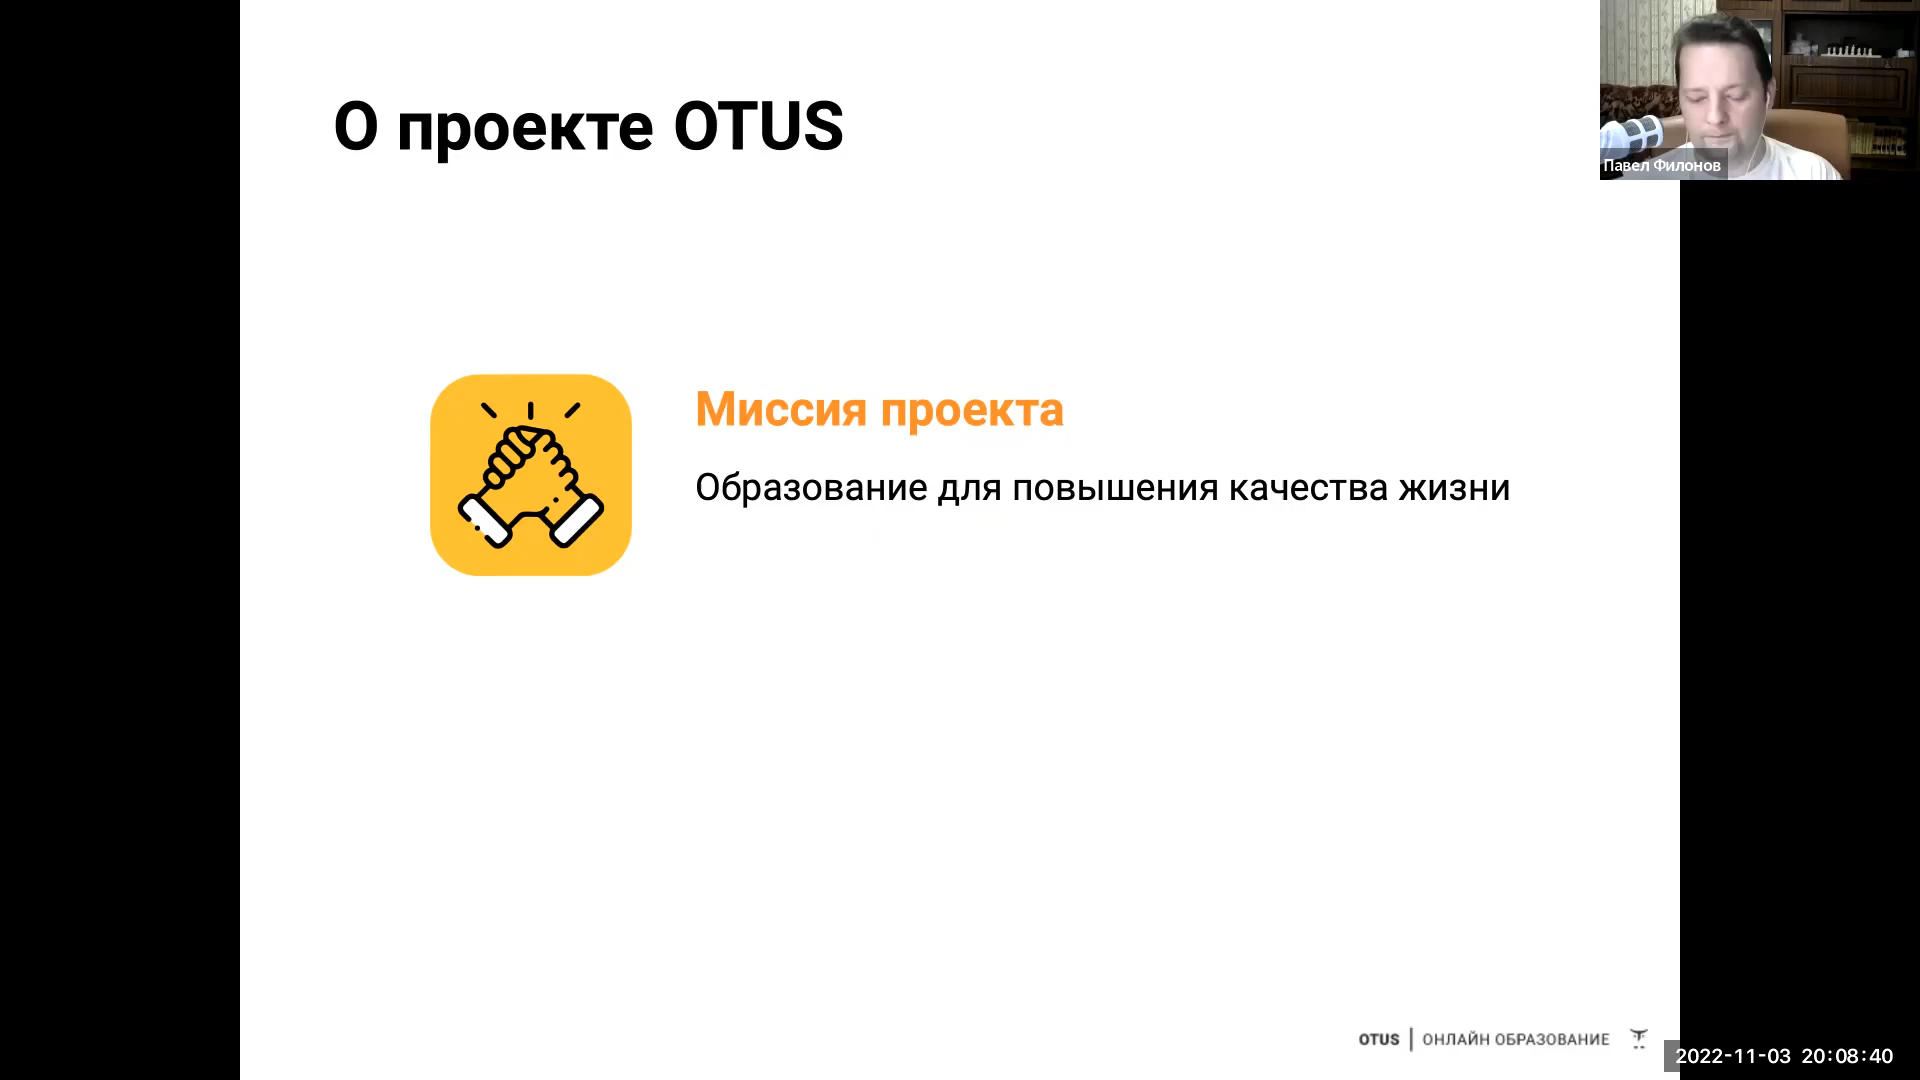 О проекте OTUS
Павел Филонов
Миссия проекта
Образование для повышения качества жизни
OTUS | ОНЛАЙН ОБРАЗОВАНИЕ
2022-11-03 20:08:40